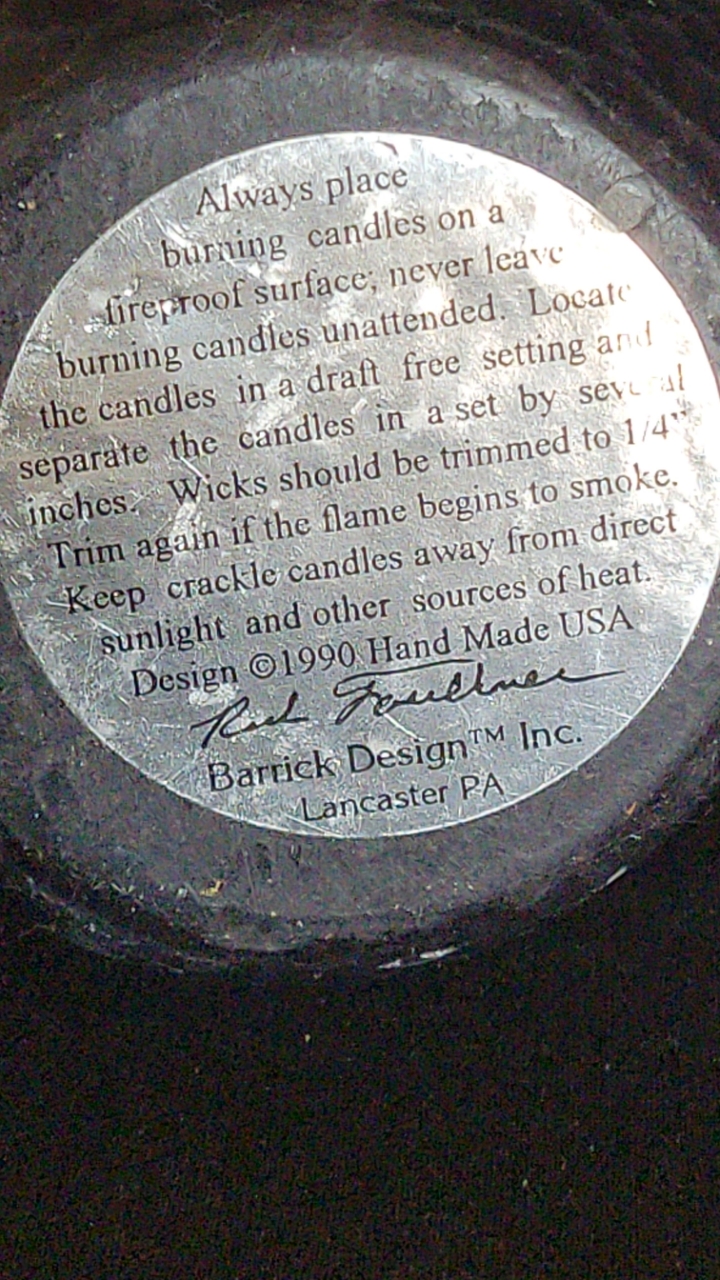 Always place
burning candles on a
fireproof surface; never leave
burning candles unattended. Locate
the candles in a draft free setting and
separate the candles in a set by several
inches. Wicks should be trimmed to 1/4"
Trim again if the flame begins to smoke.
Keep crackle candles away from direct
sunlight and other sources of heat.
Design ©1990 Hand Made USA
Faulkner
Barrick Design™ Inc.
Lancaster PA